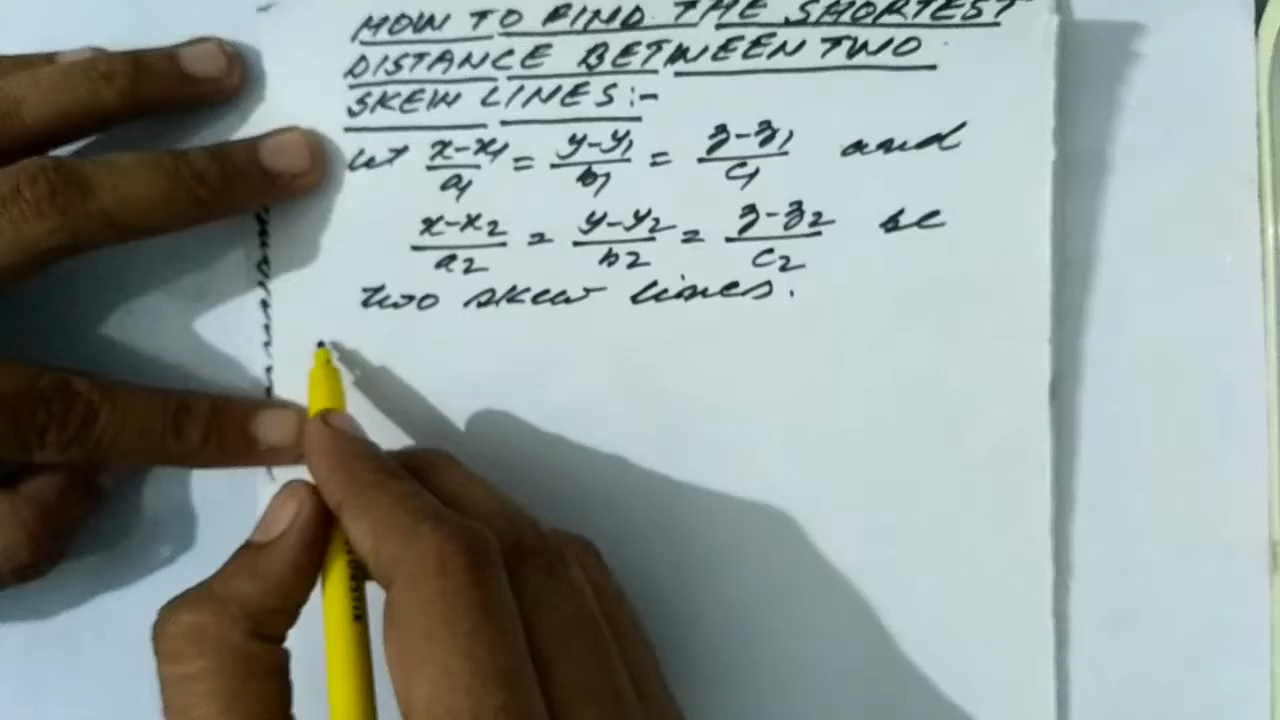 HOW TO FIND THE SHORTEST
DISTANCE BETWEEN TWO
SKEW LINES:-
let x-x1/a1 = y-y1/b1 = z-z1/c1 and
x-x2/a2 = y-y2/b2 = z-z2/c2 be
two skew lines.